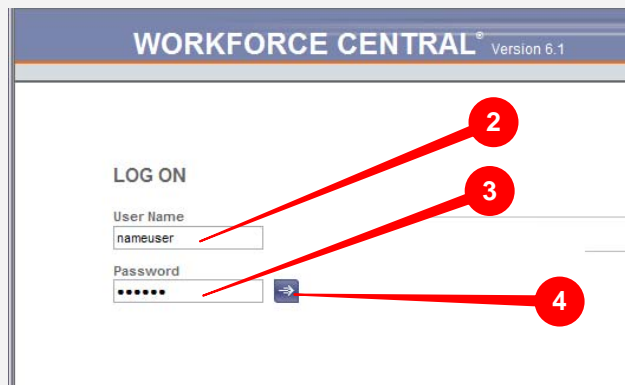 WORKFORCE CENTRAL® Version 6.1
2
LOG ON
3
User Name
nameuser
Password
••••••
4